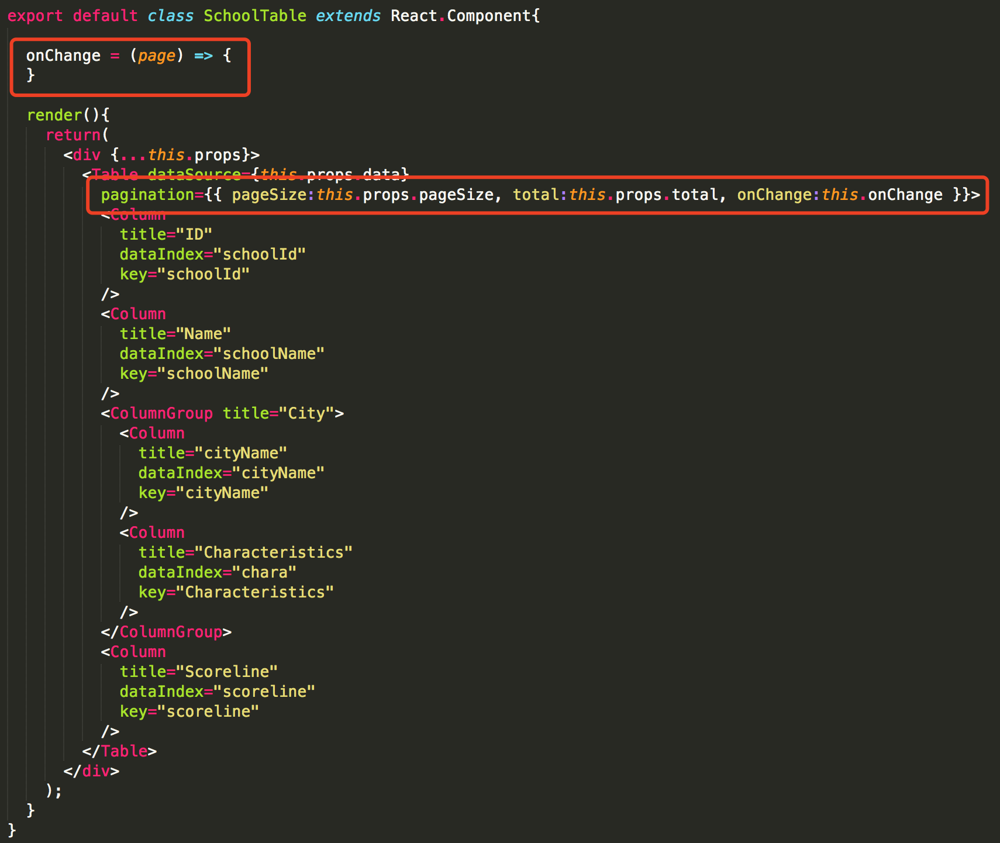 export default class SchoolTable extends React.Component{
onChange = (page) => {
}
render(){
return(
<div {...this.props}>
<Table dataSource={this.props.data}
pagination={{ pageSize:this.props.pageSize, total:this.props.total, onChange:this.onChange }}>
<Column
title="ID"
dataIndex="schoolId"
key="schoolId"
/>
<Column
title="Name"
dataIndex="schoolName"
key="schoolName"
/>
<ColumnGroup title="City">
<Column
title="cityName"
dataIndex="cityName"
key="cityName"
/>
<Column
title="Characteristics"
dataIndex="chara"
key="Characteristics"
/>
</ColumnGroup>
<Column
title="Scoreline"
dataIndex="scoreline"
key="scoreline"
/>
</Table>
</div>
);
}
}